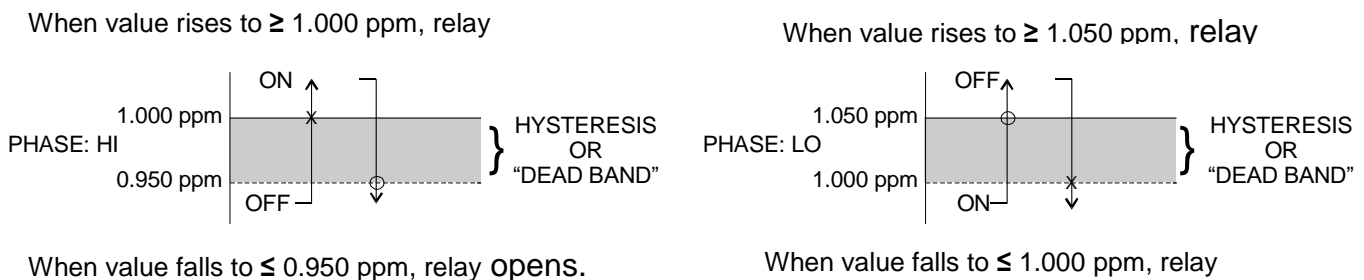 When value rises to ≥ 1.000 ppm, relay
ON
1.000 ppm
PHASE: HI
0.950 ppm
OFF
X
HYSTERESIS
OR
“DEAD BAND”
When value falls to ≤ 0.950 ppm, relay opens.
When value rises to ≥ 1.050 ppm, relay
OFF
1.050 ppm
PHASE: LO
1.000 ppm
ON
X
HYSTERESIS
OR
“DEAD BAND”
When value falls to ≤ 1.000 ppm, relay